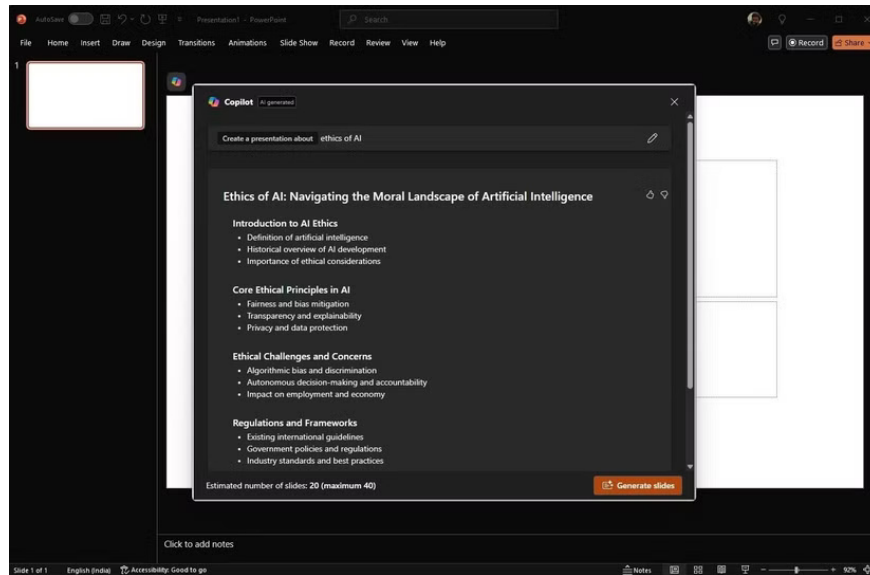 AutoSave
Presentation1 - PowerPoint
Search
File Home Insert Draw Design Transitions Animations Slide Show Record Review View Help
Record
Share
1
Copilot AI generated
Create a presentation about ethics of AI
Ethics of AI: Navigating the Moral Landscape of Artificial Intelligence
Introduction to AI Ethics
• Definition of artificial intelligence
• Historical overview of AI development
• Importance of ethical considerations
Core Ethical Principles in AI
• Fairness and bias mitigation
• Transparency and explainability
• Privacy and data protection
Ethical Challenges and Concerns
• Algorithmic bias and discrimination
• Autonomous decision-making and accountability
• Impact on employment and economy
Regulations and Frameworks
• Existing international guidelines
• Government policies and regulations
• Industry standards and best practices
Estimated number of slides: 20 (maximum 40)
Generate slides
Click to add notes
Slide 1 of 1 English (India) Accessibility: Good to go Notes 92%